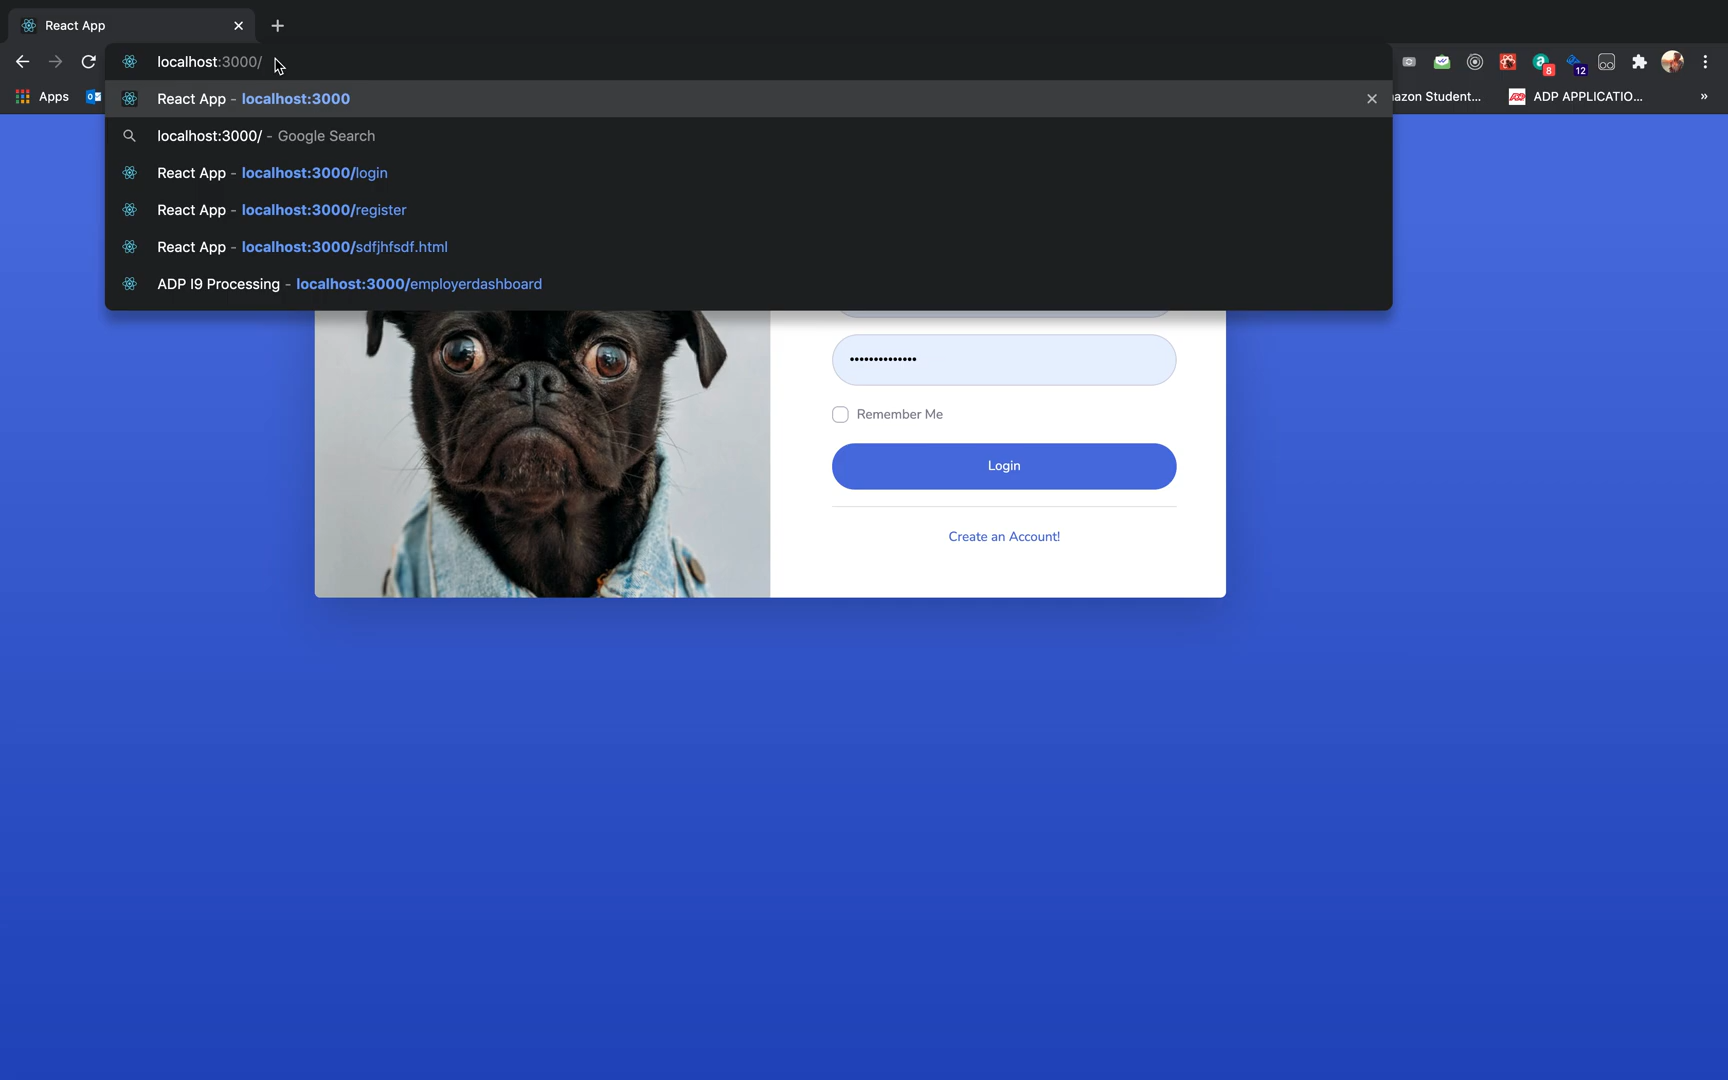 React App
localhost:3000/
React App - localhost:3000
localhost:3000/ - Google Search
React App - localhost:3000/login
React App - localhost:3000/register
React App - localhost:3000/sdfjhfsdf.html
ADP I9 Processing - localhost:3000/employerdashboard
8
12
Apps
azon Student...
ADP APPLICATIO...
»
••••••••••••••
Remember Me
Login
Create an Account!